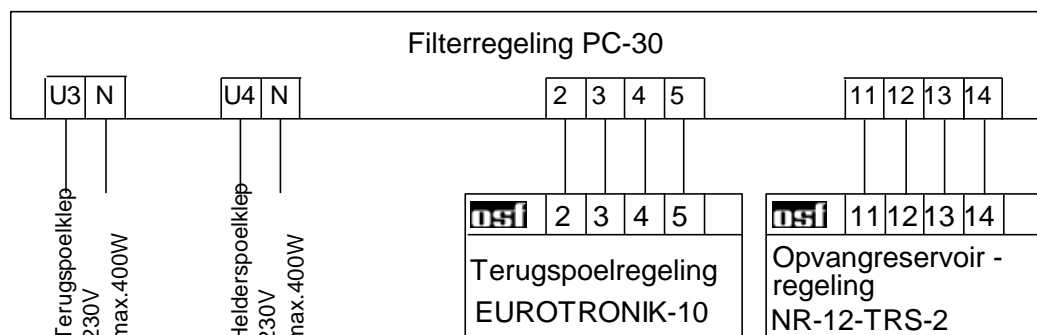 Filterregeling PC-30
U3 N
U4 N
2 3 4 5
11 12 13 14
Terugspoelklep
230V
max.400W
Helderspoelklep
230V
max.400W
osf 2 3 4 5
Terugspoelregeling
EUROTRONIK-10
osf 11 12 13 14
Opvangreservoir -
regeling
NR-12-TRS-2